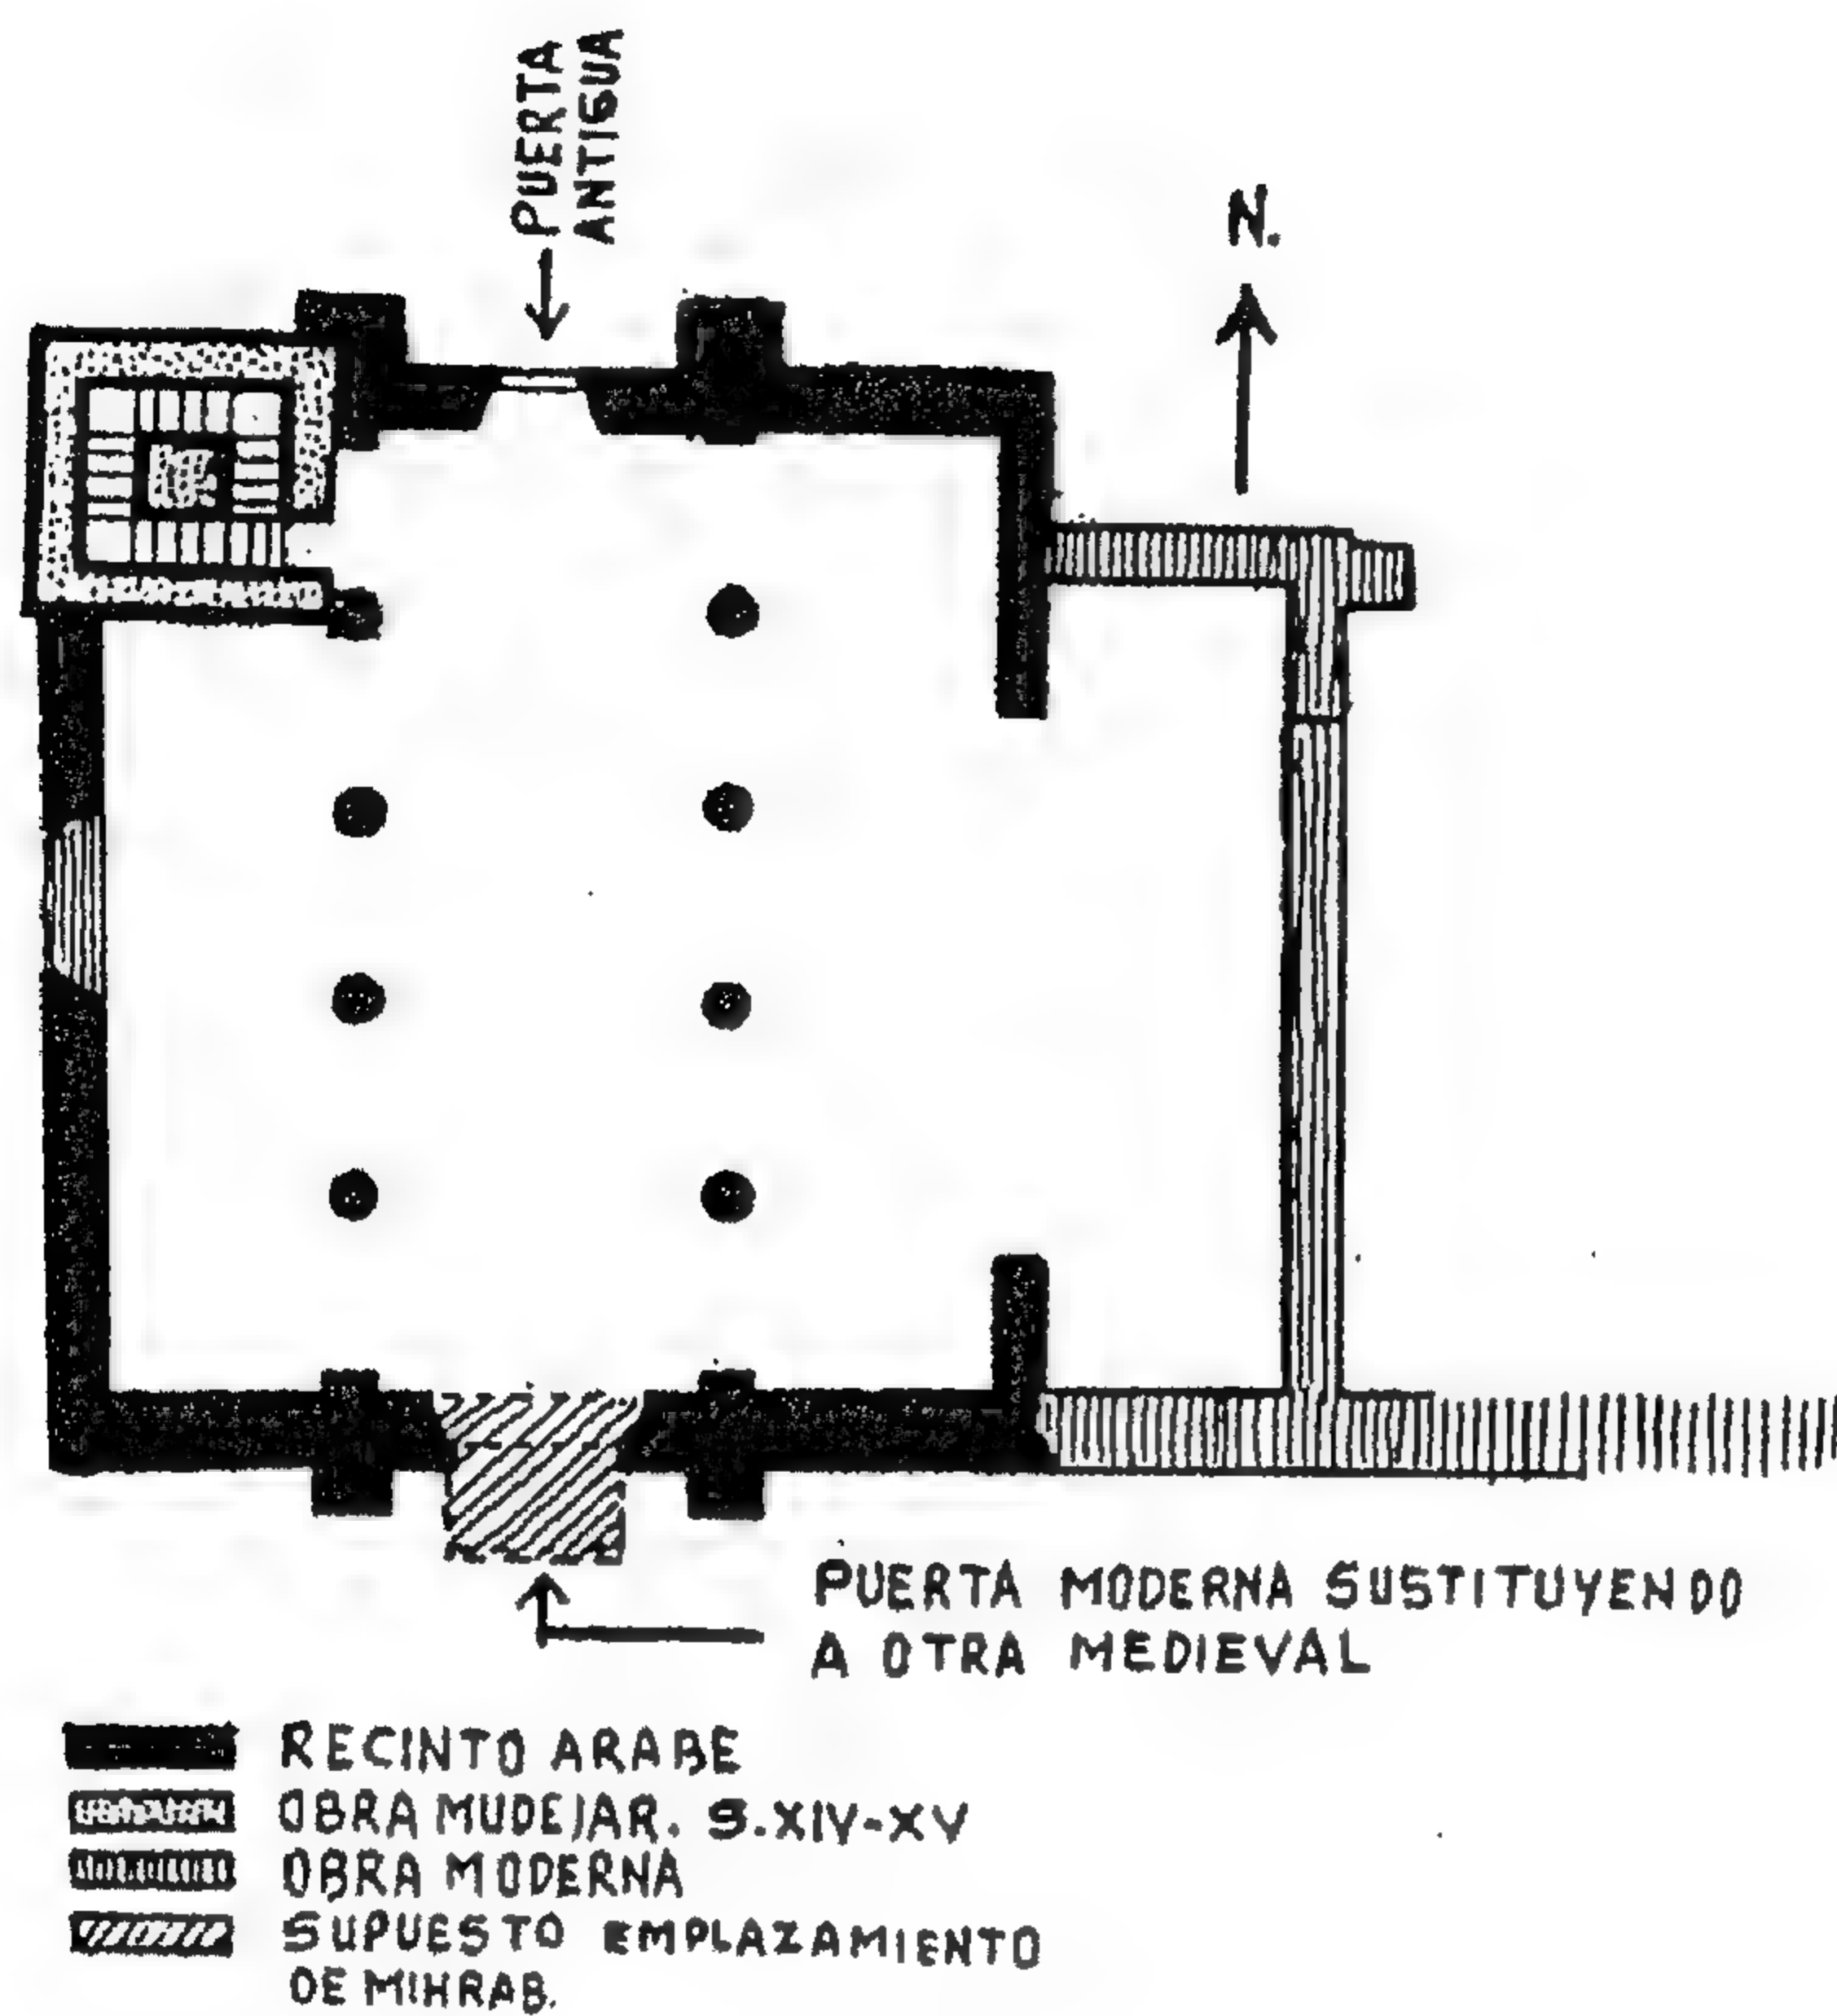 PUERTA
ANTIGUA
N.
PUERTA MODERNA SUSTITUYENDO
A OTRA MEDIEVAL
RECINTO ARABE
OBRA MUDEJAR. S.XIV-XV
OBRA MODERNA
SUPUESTO EMPLAZAMIENTO
DE MIHRAB.